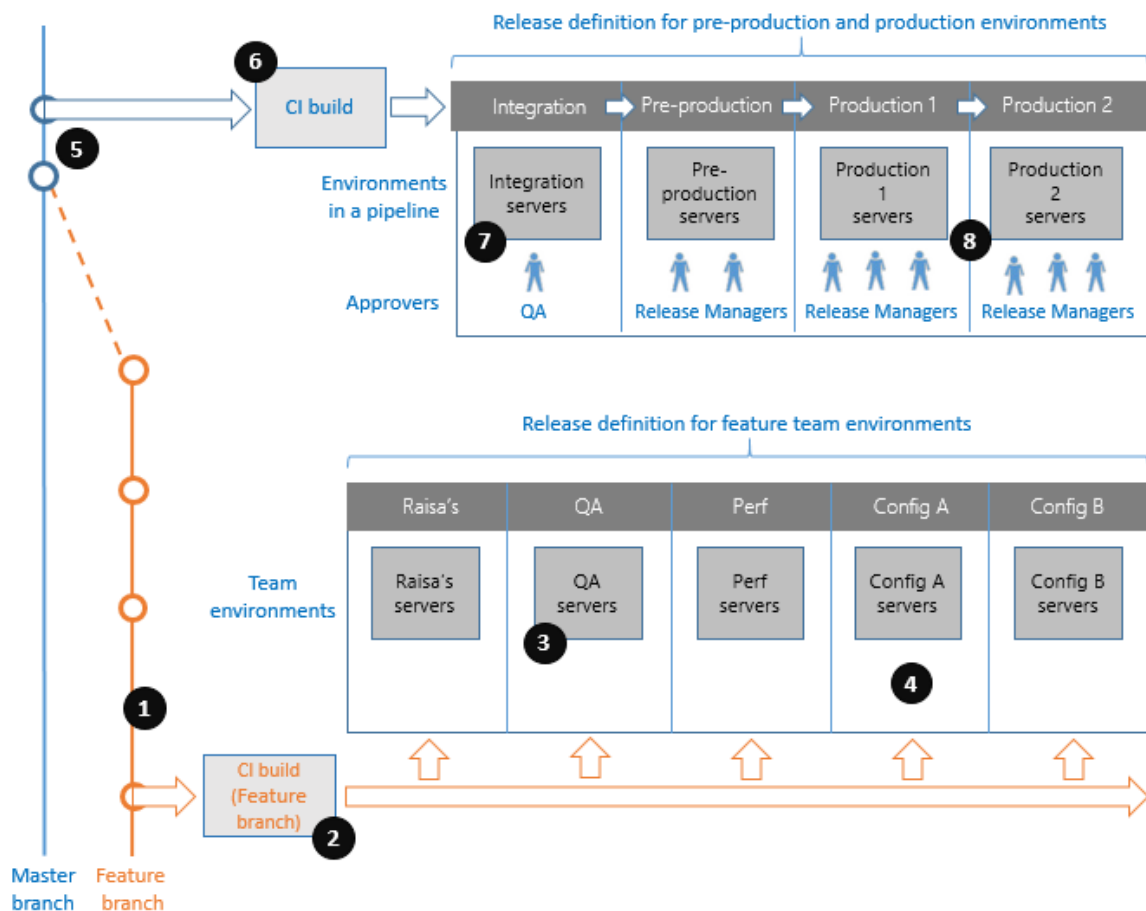 Release definition for pre-production and production environments
6
CI build
Integration
Pre-production
Production 1
Production 2
5
Environments
in a pipeline
Integration
servers
Pre-
production
servers
Production
1
servers
Production
2
servers
7
8
Approvers
QA
Release Managers
Release Managers
Release Managers
Release definition for feature team environments
Raisa's
QA
Perf
Config A
Config B
Team
environments
Raisa's
servers
QA
servers
Perf
servers
Config A
servers
Config B
servers
3
4
1
CI build
(Feature
branch)
2
Master
branch
Feature
branch